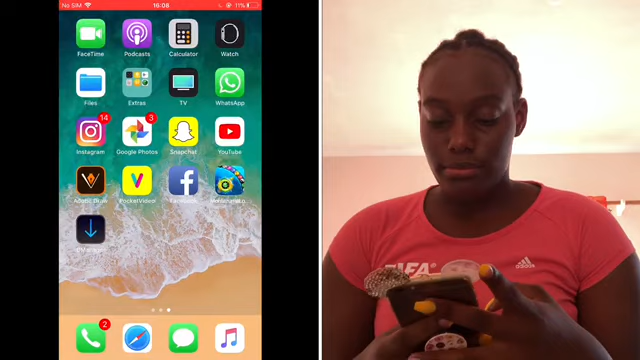 No SIM 16:08 11%
FaceTime Podcasts Calculator Watch
Files Extras TV WhatsApp
14 3
Instagram Google Photos Snapchat YouTube
PocketVideo Facebook
2
FIFA
adidas